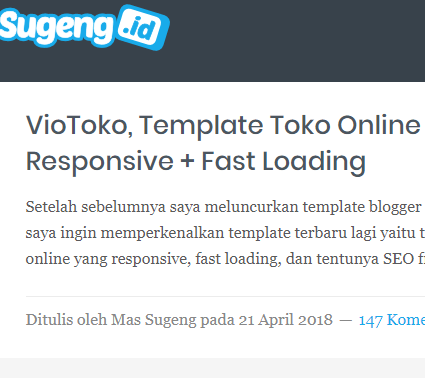 Sugeng.id
VioToko, Template Toko Online
Responsive + Fast Loading
Setelah sebelumnya saya meluncurkan template blogger
saya ingin memperkenalkan template terbaru lagi yaitu
online yang responsive, fast loading, dan tentunya SEO
Ditulis oleh Mas Sugeng pada 21 April 2018 — 147